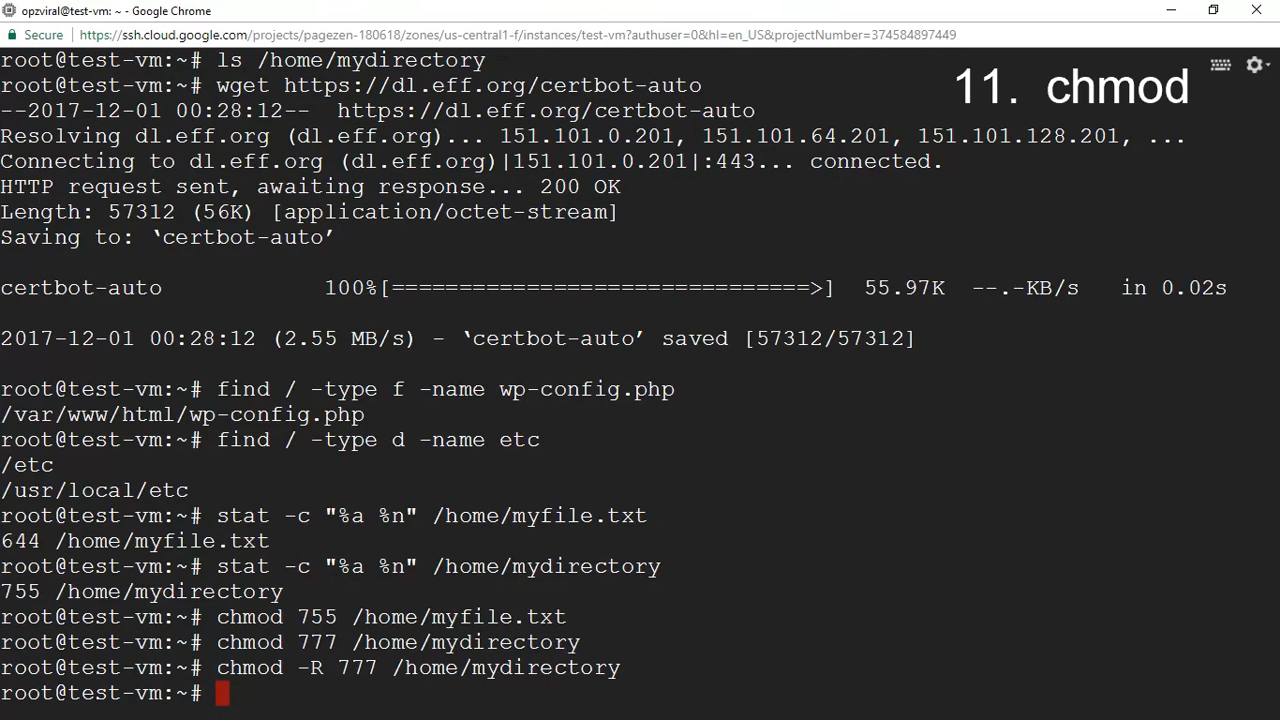 opzviral@test-vm: ~ - Google Chrome
Secure
https://ssh.cloud.google.com/projects/pagezen-180618/zones/us-central1-f/instances/test-vm?authuser=0&hl=en_US&projectNumber=374584897449
11. chmod
root@test-vm:~# ls /home/mydirectory
root@test-vm:~# wget https://dl.eff.org/certbot-auto
--2017-12-01 00:28:12--  https://dl.eff.org/certbot-auto
Resolving dl.eff.org (dl.eff.org)... 151.101.0.201, 151.101.64.201, 151.101.128.201, ...
Connecting to dl.eff.org (dl.eff.org)|151.101.0.201|:443... connected.
HTTP request sent, awaiting response... 200 OK
Length: 57312 (56K) [application/octet-stream]
Saving to: ‘certbot-auto’
certbot-auto            100%[===============================>]  55.97K  --.-KB/s   in 0.02s
2017-12-01 00:28:12 (2.55 MB/s) - ‘certbot-auto’ saved [57312/57312]
root@test-vm:~# find / -type f -name wp-config.php
/var/www/html/wp-config.php
root@test-vm:~# find / -type d -name etc
/etc
/usr/local/etc
root@test-vm:~# stat -c "%a %n" /home/myfile.txt
644 /home/myfile.txt
root@test-vm:~# stat -c "%a %n" /home/mydirectory
755 /home/mydirectory
root@test-vm:~# chmod 755 /home/myfile.txt
root@test-vm:~# chmod 777 /home/mydirectory
root@test-vm:~# chmod -R 777 /home/mydirectory
root@test-vm:~#